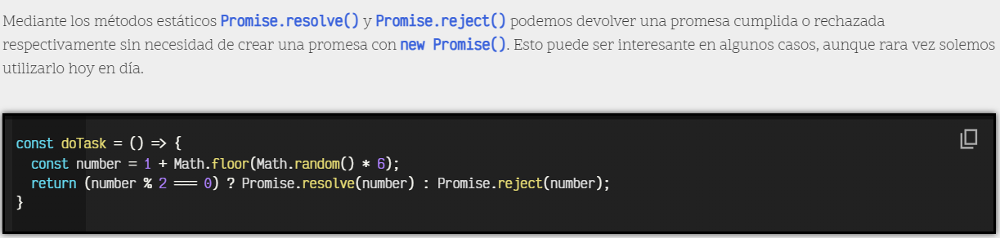 Mediante los métodos estáticos Promise.resolve() y Promise.reject() podemos devolver una promesa cumplida o rechazada
respectivamente sin necesidad de crear una promesa con new Promise(). Esto puede ser interesante en algunos casos, aunque rara vez solemos
utilizarlo hoy en día.
const doTask = () => {
  const number = 1 + Math.floor(Math.random() * 6);
  return (number % 2 === 0) ? Promise.resolve(number) : Promise.reject(number);
}